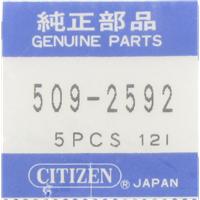 純正部品
GENUINE PARTS
509-2592
5PCS 121
CITIZEN® JAPAN